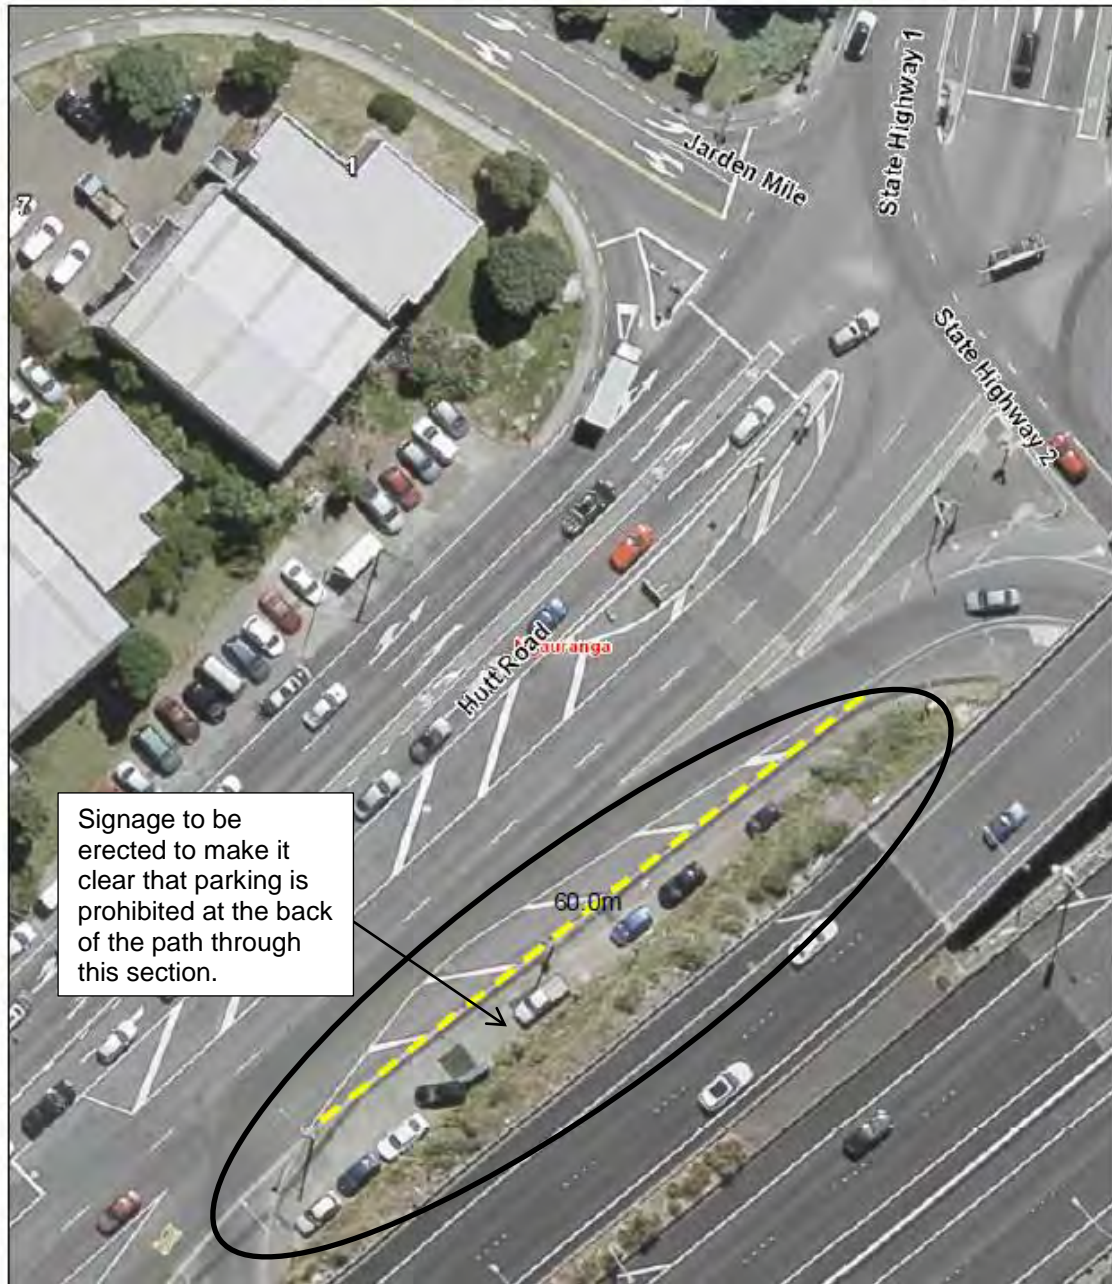 Jarden Mile
State Highway 1
1
7
State Highway 2
Hutt Road
Signage to be
erected to make it
clear that parking is
prohibited at the back
of the path through
this section.
60.0m